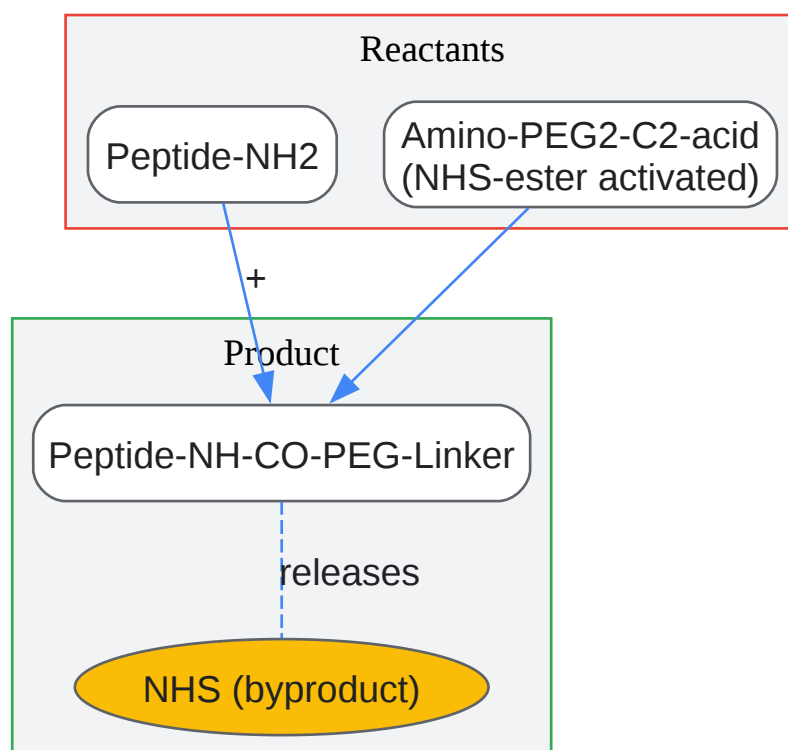 Reactants
Peptide-NH2
Amino-PEG2-C2-acid
(NHS-ester activated)
+
Product
Peptide-NH-CO-PEG-Linker
releases
NHS (byproduct)